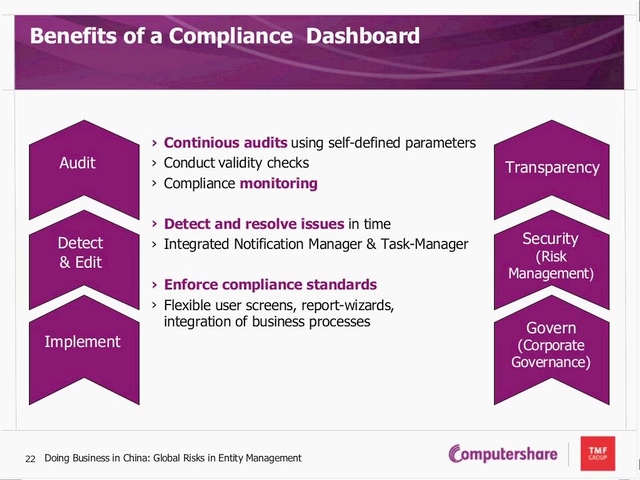 Benefits of a Compliance Dashboard
Audit
Detect
& Edit
Implement
› Continious audits using self-defined parameters
› Conduct validity checks
› Compliance monitoring
› Detect and resolve issues in time
› Integrated Notification Manager & Task-Manager
› Enforce compliance standards
› Flexible user screens, report-wizards,
integration of business processes
Transparency
Security
(Risk
Management)
Govern
(Corporate
Governance)
22 Doing Business in China: Global Risks in Entity Management
Computershare
TMF
GROUP